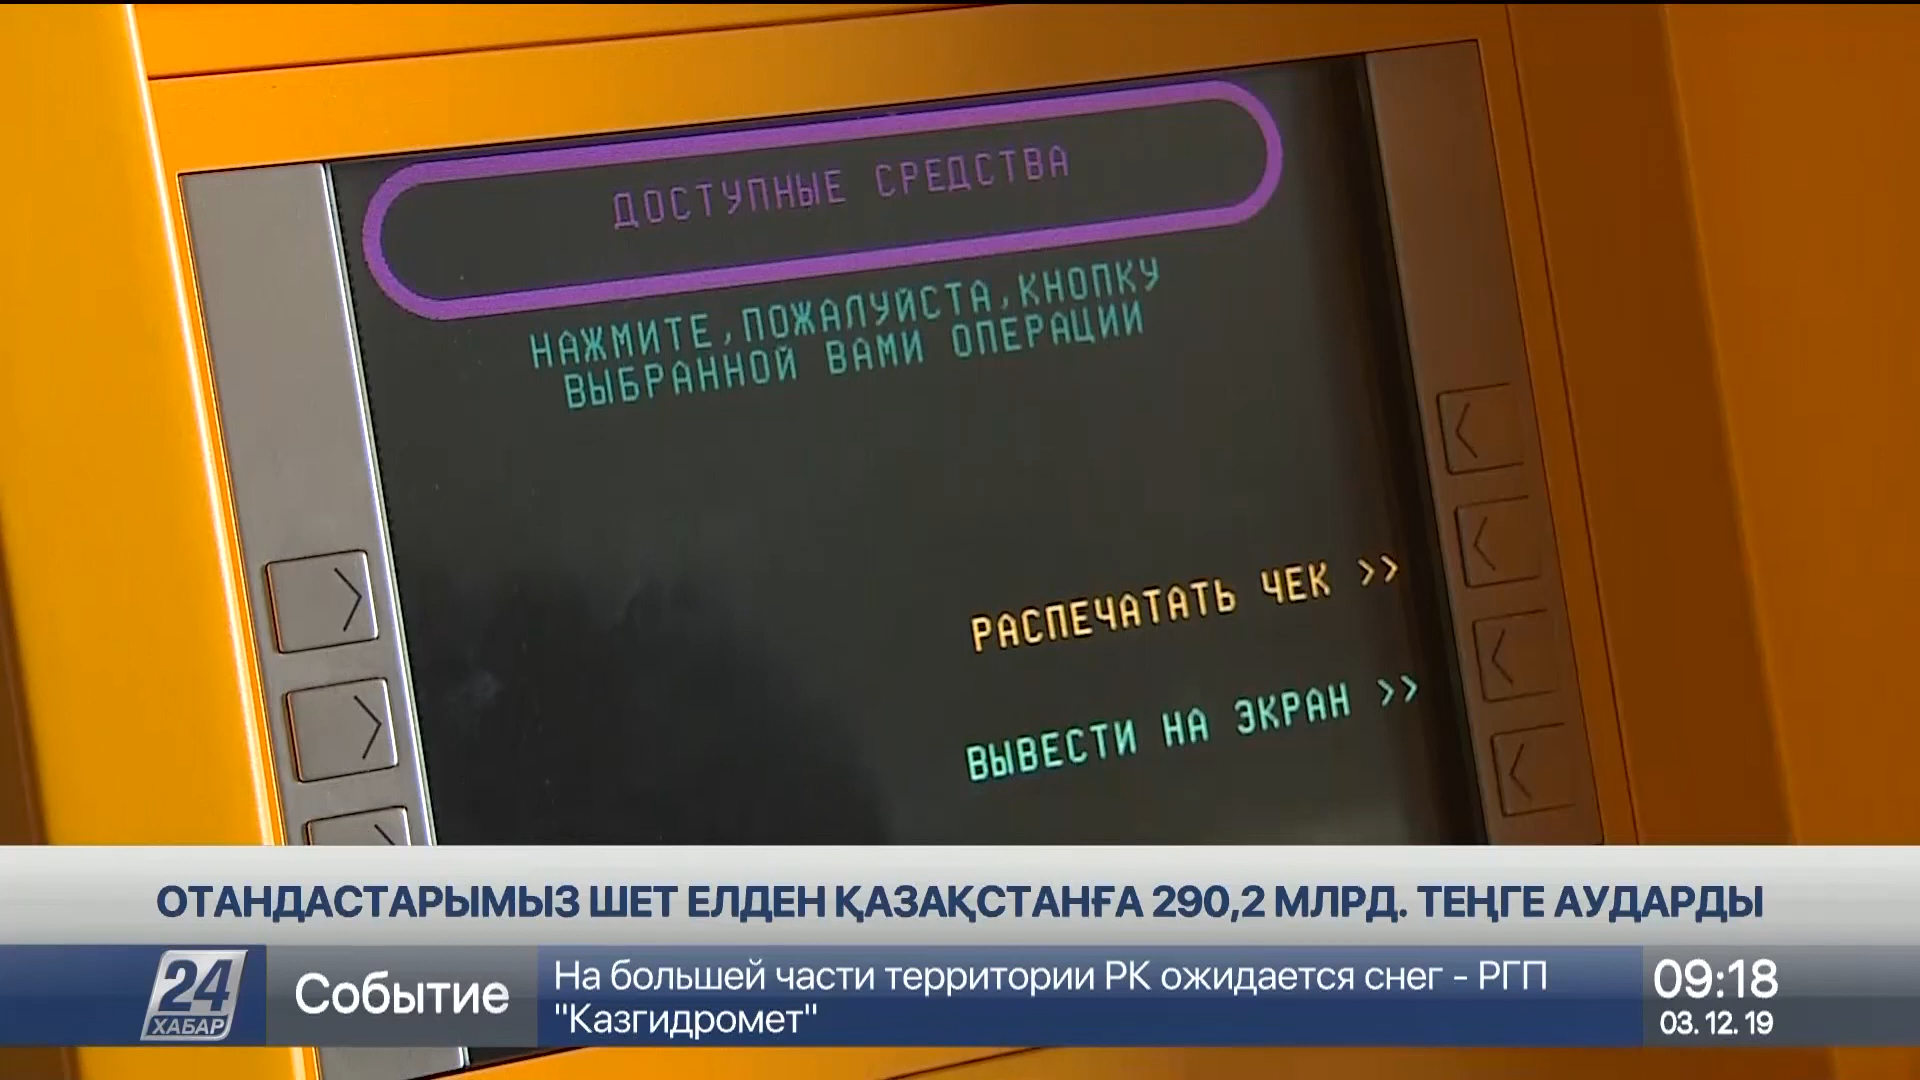 ДОСТУПНЫЕ СРЕДСТВА
НАЖМИТЕ,ПОЖАЛУЙСТА,КНОПКУ
ВЫБРАННОЙ ВАМИ ОПЕРАЦИИ
РАСПЕЧАТАТЬ ЧЕК >>
ВЫВЕСТИ НА ЭКРАН >>
ОТАНДАСТАРЫМЫЗ ШЕТ ЕЛДЕН ҚАЗАҚСТАНҒА 290,2 МЛРД. ТЕҢГЕ АУДАРДЫ
24
ХАБАР
Событие
На большей части территории РК ожидается снег - РГП
"Казгидромет"
09:18
03. 12. 19